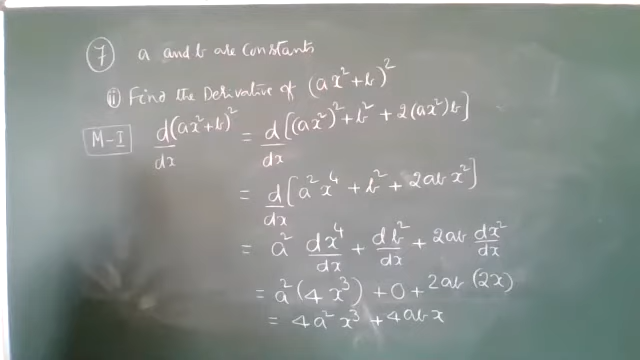 ⑦ a and b are constants
ⓘⓘ Find the Derivative of (ax²+b)²
M-I d/dx (ax²+b)² = d/dx [(ax²)²+b²+2(ax²)b]
= d/dx [a²x⁴+b²+2abx²]
= a² dx⁴/dx + db²/dx + 2ab dx²/dx
= a²(4x³)+0+2ab(2x)
= 4a²x³+4abx